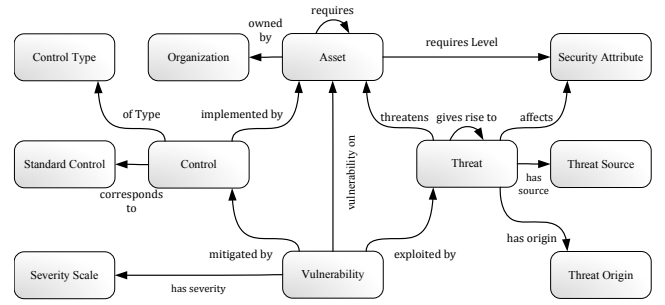 requires
owned
by
Control Type
Organization
Asset
requires Level
Security Attribute
of Type
implemented by
threatens
gives rise to
affects
vulnerability on
Standard Control
Control
Threat
Threat Source
corresponds
to
has
source
mitigated by
exploited by
has origin
Severity Scale
has severity
Vulnerability
Threat Origin